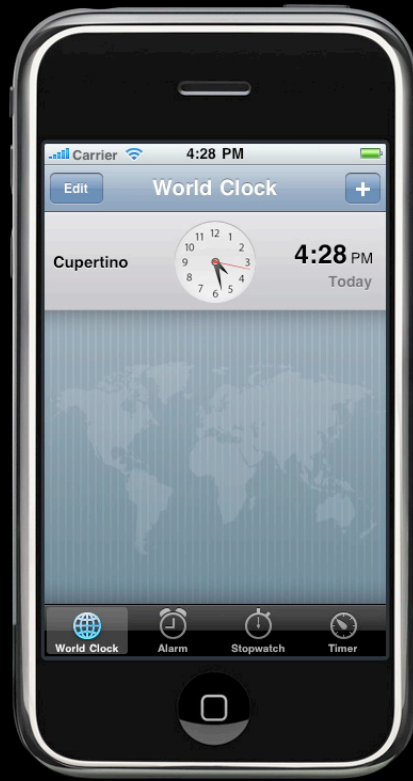 Carrier 4:28 PM
Edit World Clock +
Cupertino
11 12 1
10 2
9 3
8 4
7 6 5
4:28 PM
Today
World Clock Alarm Stopwatch Timer